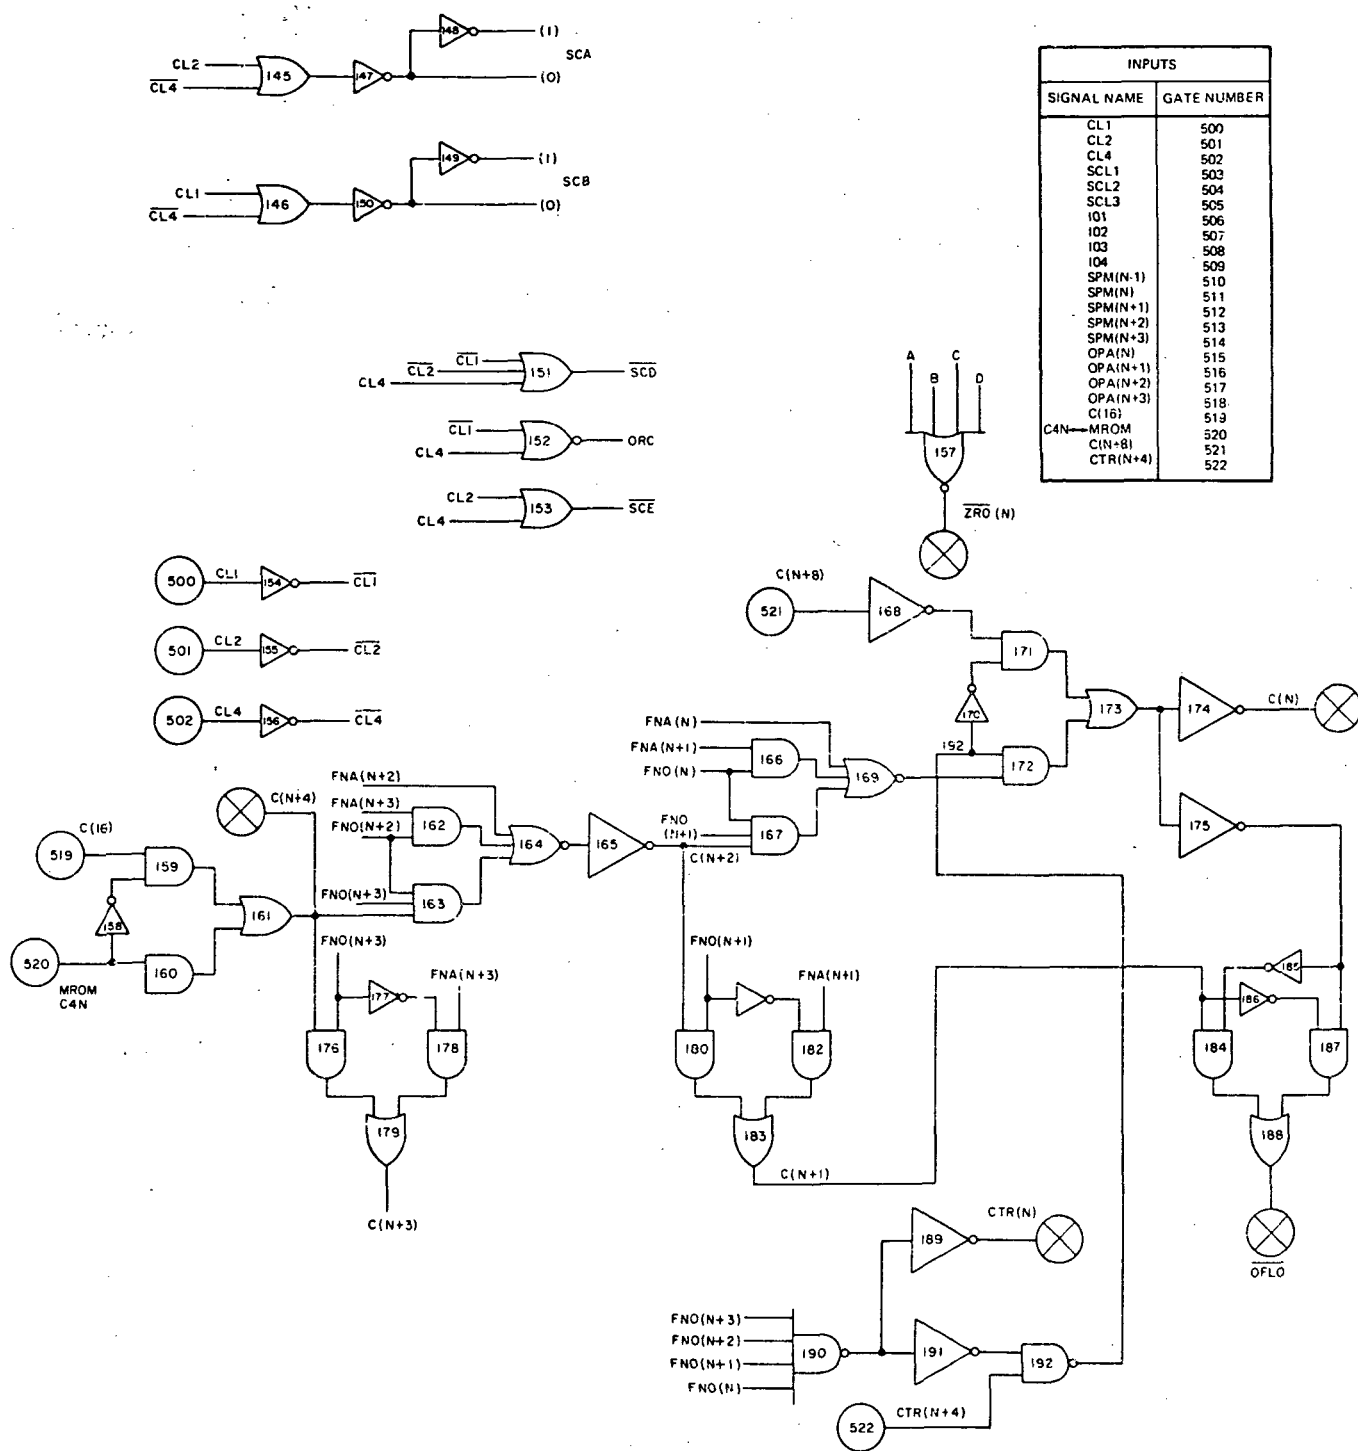 148
(1)
SCA
CL2
CL4
145
147
(0)
149
(1)
SCB
CL1
CL4
146
150
(0)
INPUTS
SIGNAL NAME GATE NUMBER
CL1 500
CL2 501
CL4 502
SCL1 503
SCL2 504
SCL3 505
IO1 506
IO2 507
IO3 508
IO4 509
SPM(N-1) 510
SPM(N) 511
SPM(N+1) 512
SPM(N+2) 513
SPM(N+3) 514
OPA(N) 515
OPA(N+1) 516
OPA(N+2) 517
OPA(N+3) 518
C(16) 519
C4N→MROM 520
C(N+8) 521
CTR(N+4) 522
CL1
CL2
CL4
151
SCD
CL1
CL4
152
ORC
CL2
CL4
153
SCE
A
B
C
D
157
ZRO (N)
500
CL1
154
CL1
501
CL2
155
CL2
502
CL4
156
CL4
C(N+8)
521
168
171
170
192
172
173
174
C(N)
175
FNA(N)
FNA(N+1)
FNO(N)
166
169
FNO
(N+1)
C(N+2)
167
FNA(N+2)
C(N+4)
FNA(N+3)
FNO(N+2)
162
164
165
FNO(N+3)
163
C(16)
519
159
158
161
520
160
MROM
C4N
FNO(N+3)
177
FNA(N+3)
176
178
179
C(N+3)
FNO(N+1)
FNA(N+1)
180
182
183
C(N+1)
185
186
184
187
188
OFLO
189
CTR(N)
FNO(N+3)
FNO(N+2)
FNO(N+1)
FNO(N)
190
191
192
522
CTR(N+4)